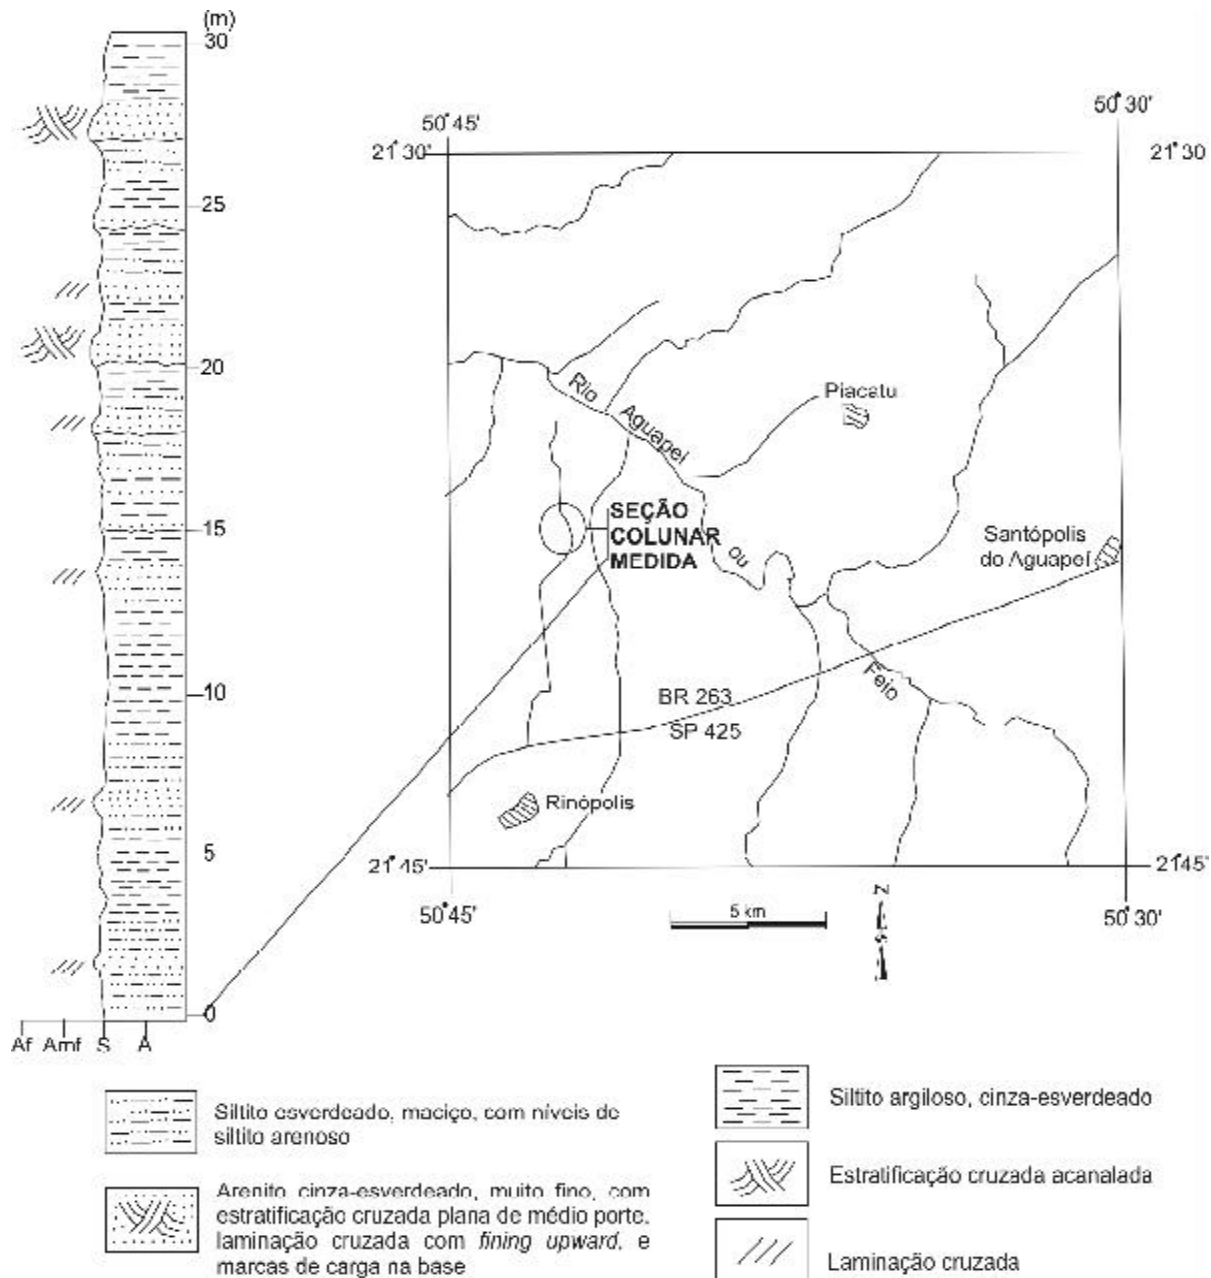 (m)
30
25
20
15
10
5
0
Af Amf S A
50°45'
50°30'
21°30'
21°30
Rio
Aguapeí
ou
Feio
Piacatu
SEÇÃO
COLUNAR
MEDIDA
Santópolis
do Aguapeí
BR 263
SP 425
Rinópolis
21°45'
21°45'
50°45'
50°30'
5 km
N
Siltito esverdeado, maciço, com níveis de
siltito arenoso
Arenito cinza-esverdeado, muito fino, com
estratificação cruzada plana de médio porte,
laminação cruzada com fining upward, e
marcas de carga na base
Siltito argiloso, cinza-esverdeado
Estratificação cruzada acanalada
Laminação cruzada